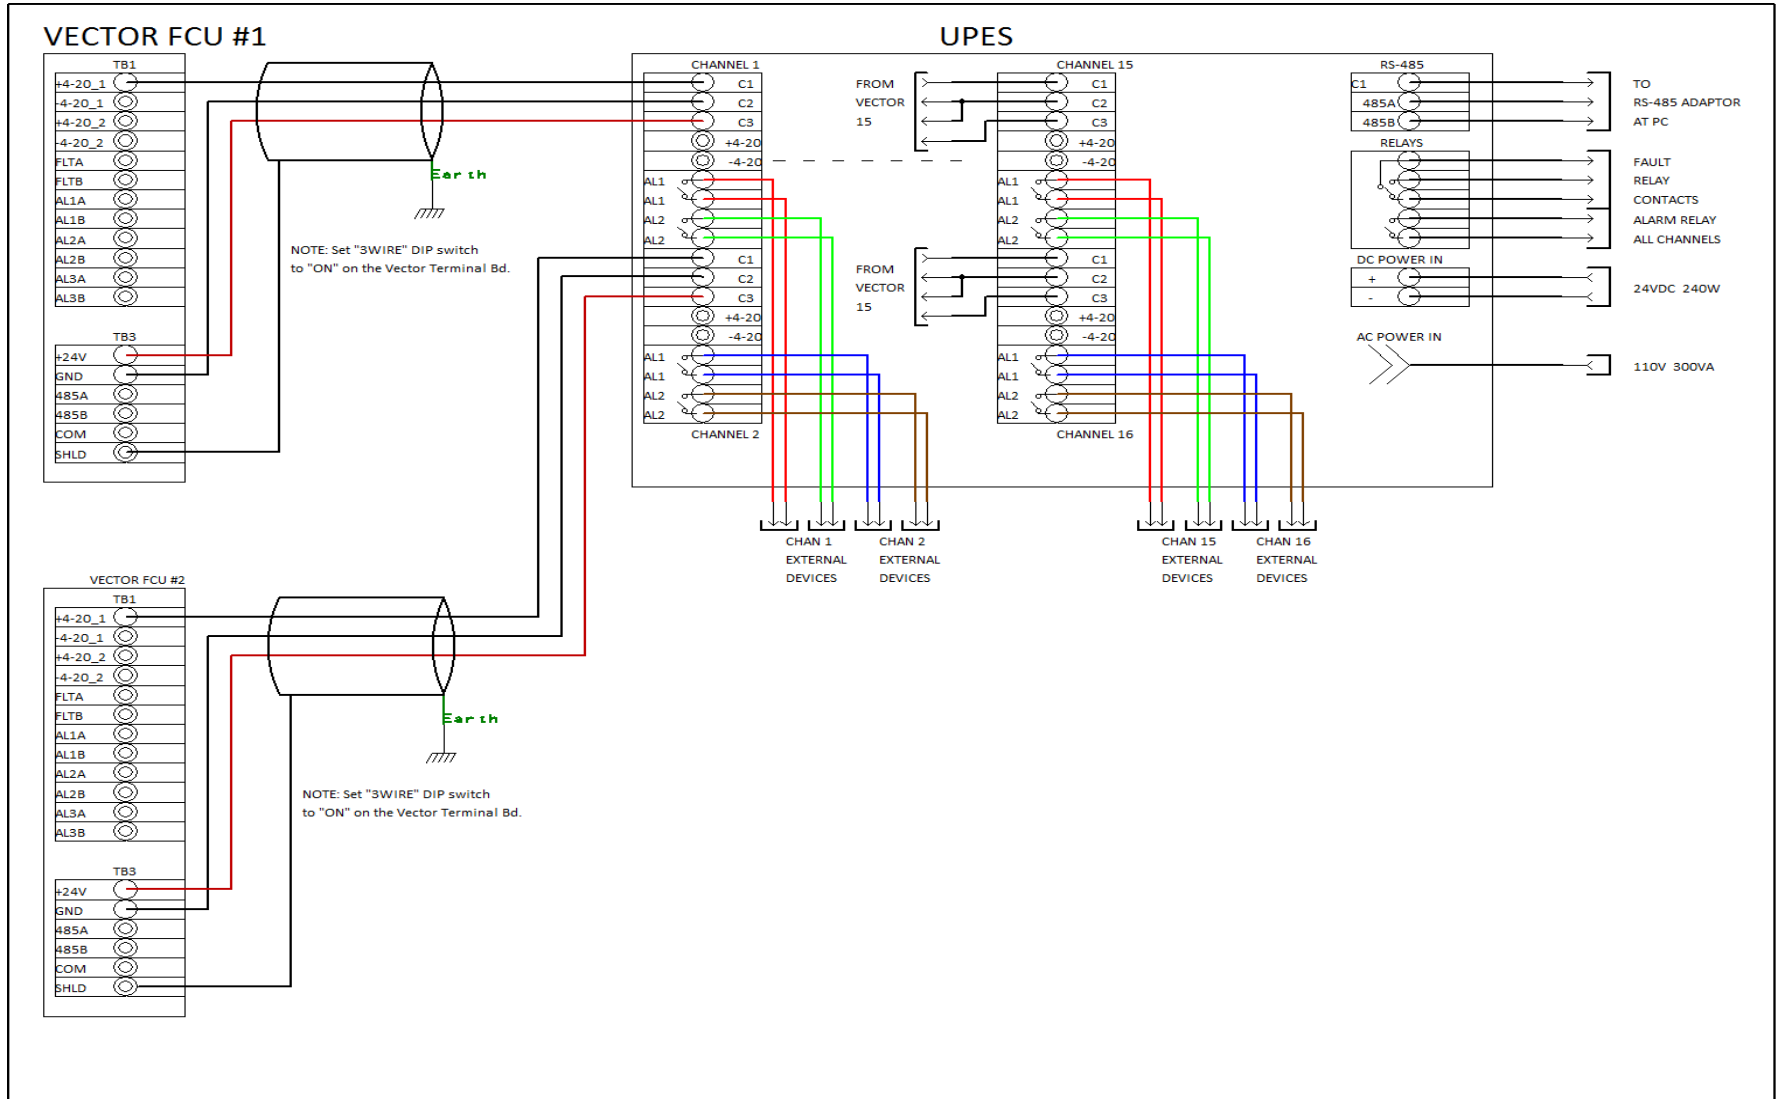 VECTOR FCU #1
TB1
+4-20_1
-4-20_1
+4-20_2
-4-20_2
FLTA
FLTB
AL1A
AL1B
AL2A
AL2B
AL3A
AL3B
TB3
+24V
GND
485A
485B
COM
SHLD
Earth
NOTE: Set "3WIRE" DIP switch
to "ON" on the Vector Terminal Bd.
VECTOR FCU #2
TB1
+4-20_1
-4-20_1
+4-20_2
-4-20_2
FLTA
FLTB
AL1A
AL1B
AL2A
AL2B
AL3A
AL3B
TB3
+24V
GND
485A
485B
COM
SHLD
Earth
NOTE: Set "3WIRE" DIP switch
to "ON" on the Vector Terminal Bd.
UPES
CHANNEL 1
C1
C2
C3
+4-20
-4-20
AL1
AL1
AL2
AL2
C1
C2
C3
+4-20
-4-20
AL1
AL1
AL2
AL2
CHANNEL 2
FROM
VECTOR
15
FROM
VECTOR
15
CHANNEL 15
C1
C2
C3
+4-20
-4-20
AL1
AL1
AL2
AL2
C1
C2
C3
+4-20
-4-20
AL1
AL1
AL2
AL2
CHANNEL 16
RS-485
C1
485A
485B
RELAYS
DC POWER IN
+
-
AC POWER IN
TO
RS-485 ADAPTOR
AT PC
FAULT
RELAY
CONTACTS
ALARM RELAY
ALL CHANNELS
24VDC 240W
110V 300VA
CHAN 1
EXTERNAL
DEVICES
CHAN 2
EXTERNAL
DEVICES
CHAN 15
EXTERNAL
DEVICES
CHAN 16
EXTERNAL
DEVICES